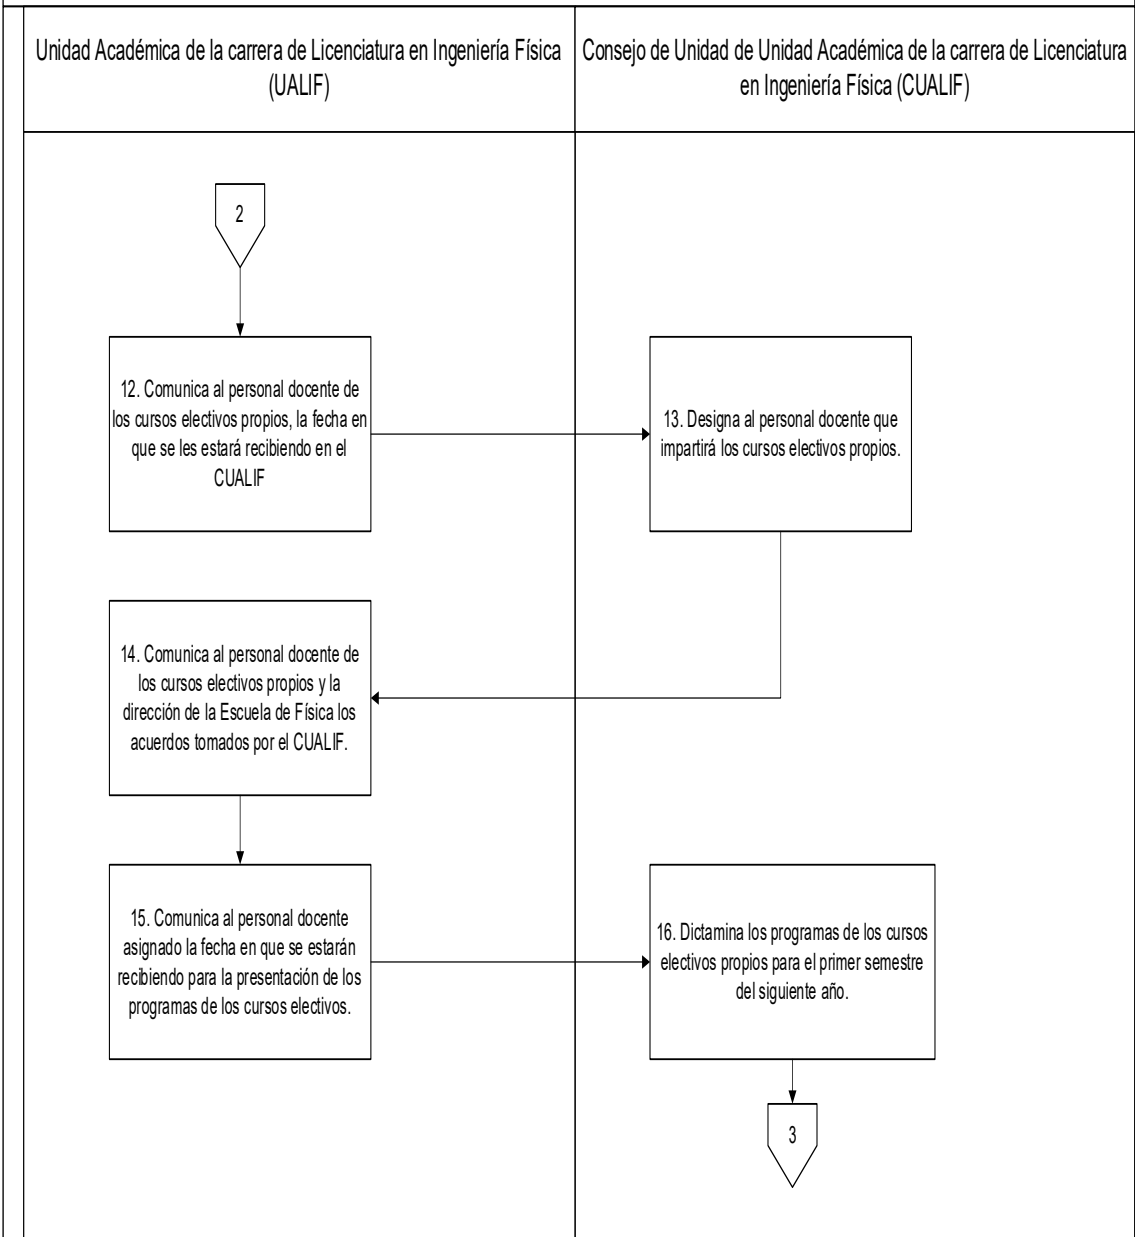 Unidad Académica de la carrera de Licenciatura en Ingeniería Física
(UALIF)
Consejo de Unidad de Unidad Académica de la carrera de Licenciatura
en Ingeniería Física (CUALIF)
2
12. Comunica al personal docente de
los cursos electivos propios, la fecha en
que se les estará recibiendo en el
CUALIF
13. Designa al personal docente que
impartirá los cursos electivos propios.
14. Comunica al personal docente de
los cursos electivos propios y la
dirección de la Escuela de Física los
acuerdos tomados por el CUALIF.
15. Comunica al personal docente
asignado la fecha en que se estarán
recibiendo para la presentación de los
programas de los cursos electivos.
16. Dictamina los programas de los cursos
electivos propios para el primer semestre
del siguiente año.
3